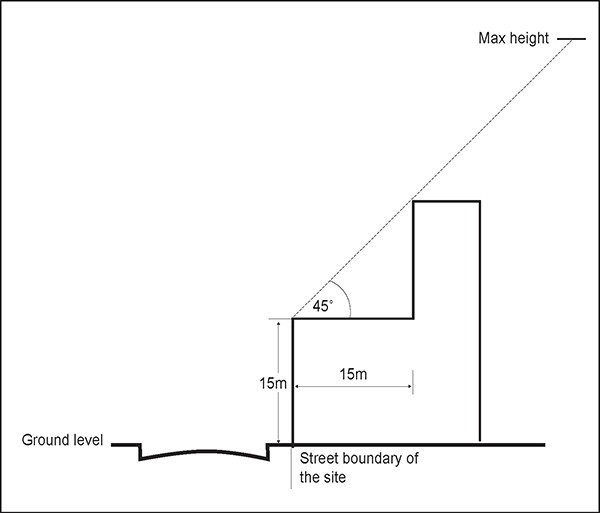 Max height
45°
15m
15m
Ground level
Street boundary of
the site